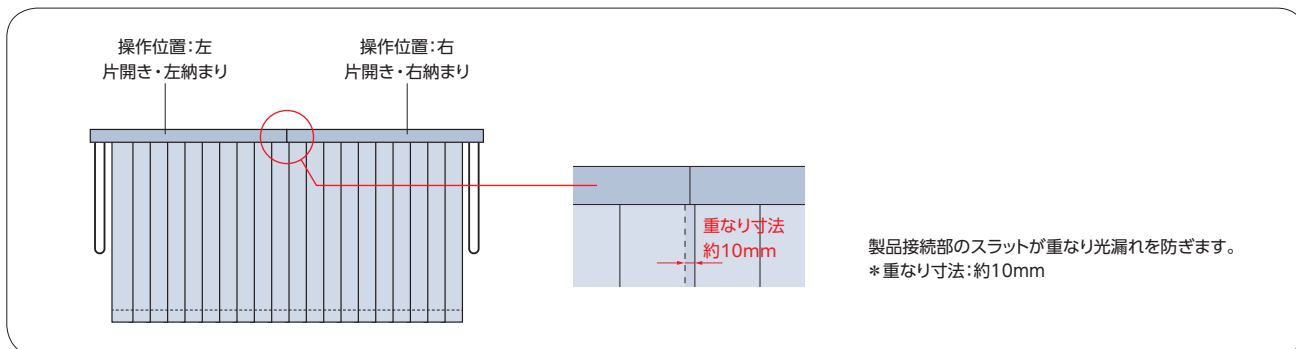 操作位置:左
片開き・左納まり
操作位置:右
片開き・右納まり
重なり寸法
約10mm
製品接続部のスラットが重なり光漏れを防ぎます。
＊重なり寸法:約10mm